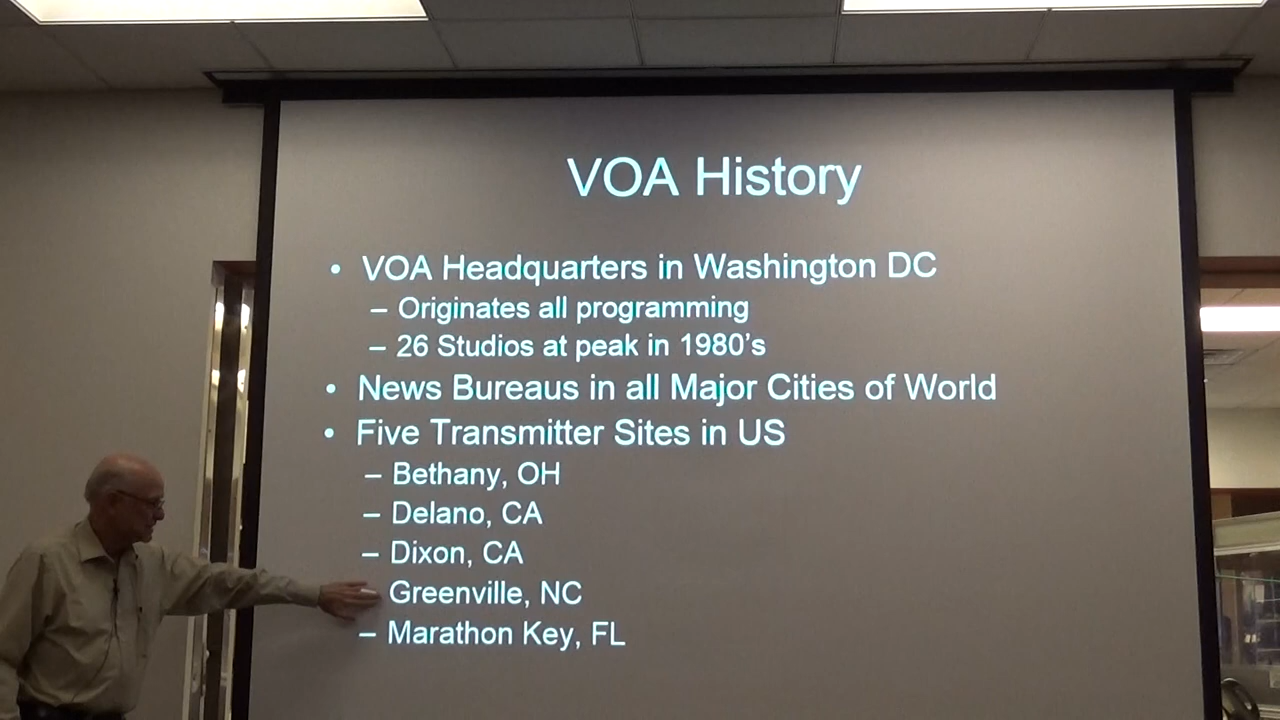 VOA History
• VOA Headquarters in Washington DC
– Originates all programming
– 26 Studios at peak in 1980's
• News Bureaus in all Major Cities of World
• Five Transmitter Sites in US
– Bethany, OH
– Delano, CA
– Dixon, CA
Greenville, NC
– Marathon Key, FL